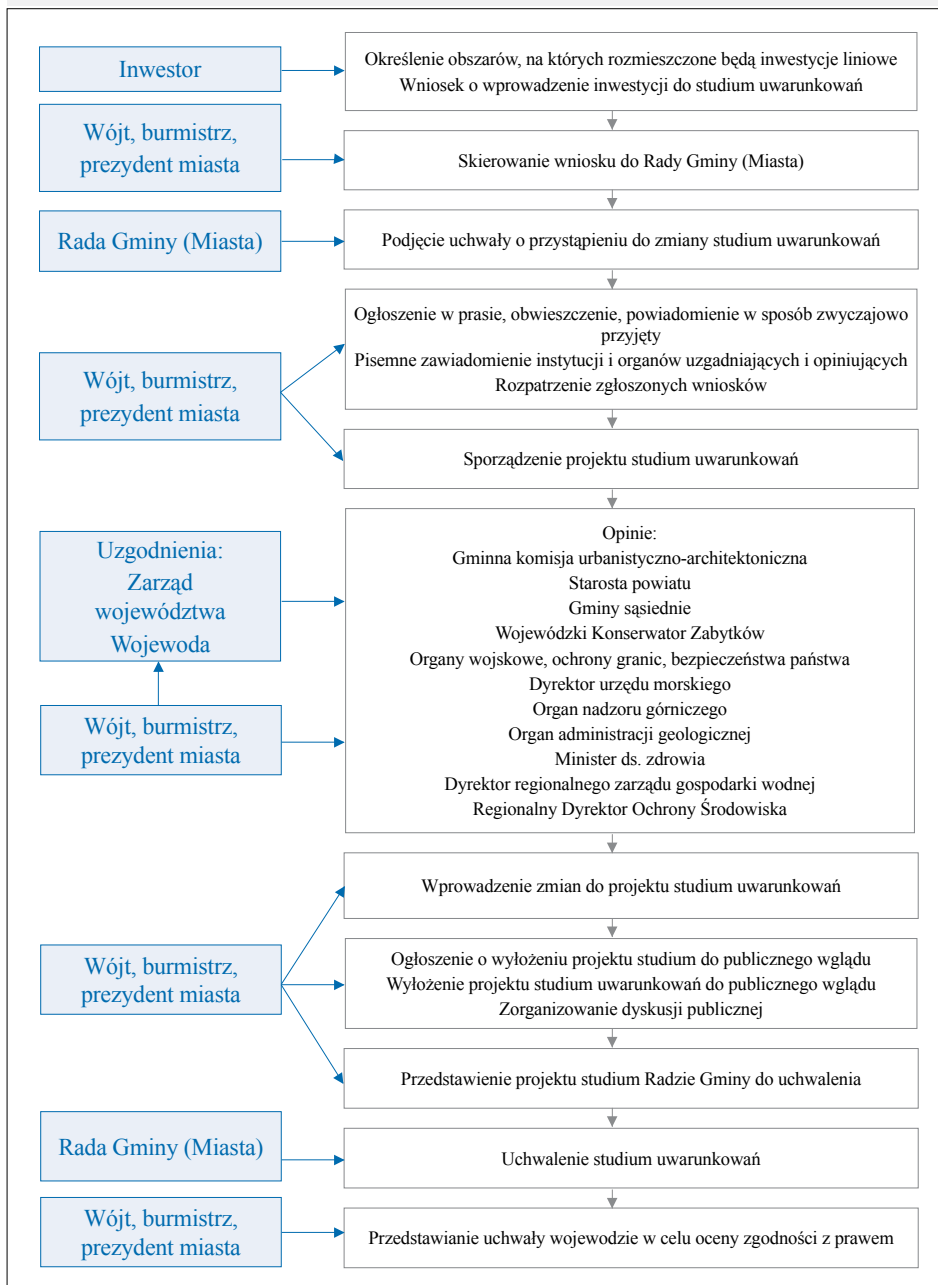 Inwestor
Określenie obszarów, na których rozmieszczone będą inwestycje liniowe
Wniosek o wprowadzenie inwestycji do studium uwarunkowań
Wójt, burmistrz,
prezydent miasta
Skierowanie wniosku do Rady Gminy (Miasta)
Rada Gminy (Miasta)
Podjęcie uchwały o przystąpieniu do zmiany studium uwarunkowań
Wójt, burmistrz,
prezydent miasta
Ogłoszenie w prasie, obwieszczenie, powiadomienie w sposób zwyczajowo
przyjęty
Pisemne zawiadomienie instytucji i organów uzgadniających i opiniujących
Rozpatrzenie zgłoszonych wniosków
Sporządzenie projektu studium uwarunkowań
Uzgodnienia:
Zarząd
województwa
Wojewoda
Wójt, burmistrz,
prezydent miasta
Opinie:
Gminna komisja urbanistyczno-architektoniczna
Starosta powiatu
Gminy sąsiednie
Wojewódzki Konserwator Zabytków
Organy wojskowe, ochrony granic, bezpieczeństwa państwa
Dyrektor urzędu morskiego
Organ nadzoru górniczego
Organ administracji geologicznej
Minister ds. zdrowia
Dyrektor regionalnego zarządu gospodarki wodnej
Regionalny Dyrektor Ochrony Środowiska
Wprowadzenie zmian do projektu studium uwarunkowań
Wójt, burmistrz,
prezydent miasta
Ogłoszenie o wyłożeniu projektu studium do publicznego wglądu
Wyłożenie projektu studium uwarunkowań do publicznego wglądu
Zorganizowanie dyskusji publicznej
Przedstawienie projektu studium Radzie Gminy do uchwalenia
Rada Gminy (Miasta)
Uchwalenie studium uwarunkowań
Wójt, burmistrz,
prezydent miasta
Przedstawianie uchwały wojewodzie w celu oceny zgodności z prawem